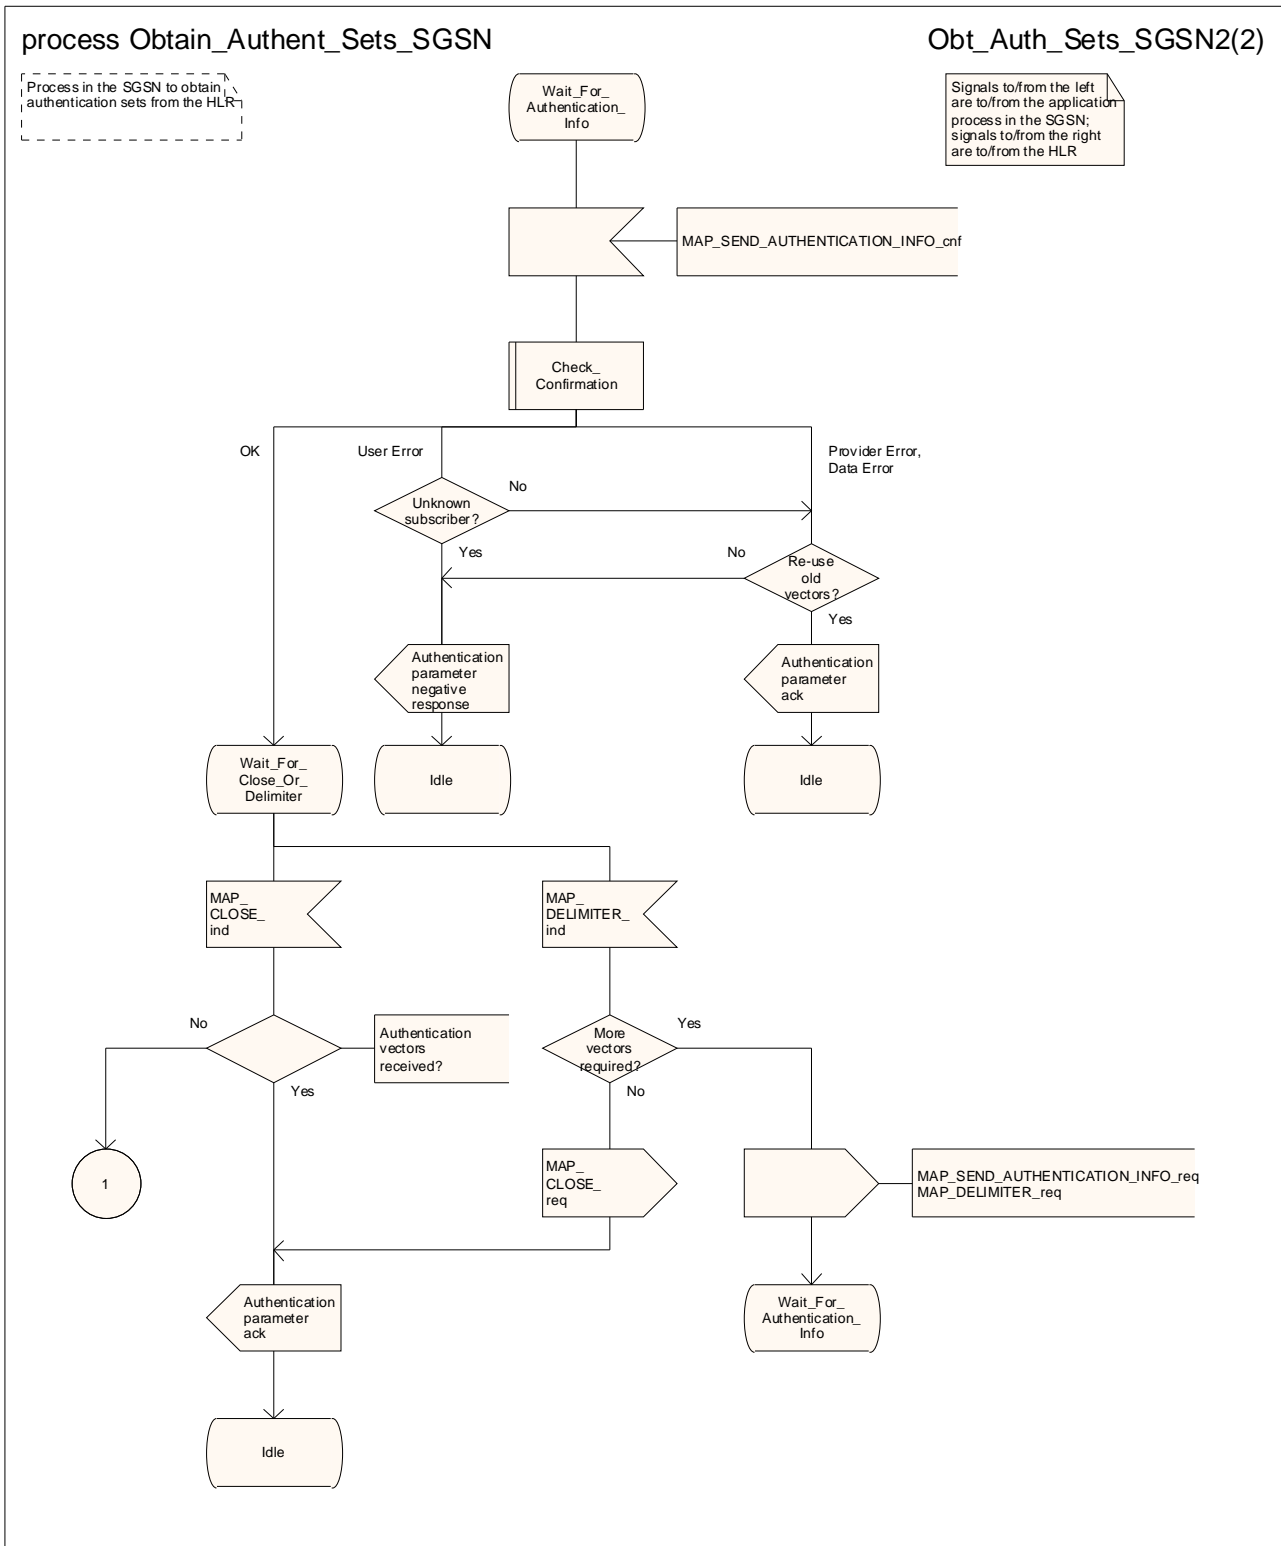 process Obtain_Authent_Sets_SGSN
Obt_Auth_Sets_SGSN2(2)
Process in the SGSN to obtain
authentication sets from the HLR
Wait_For_
Authentication_
Info
Signals to/from the left
are to/from the application
process in the SGSN;
signals to/from the right
are to/from the HLR
MAP_SEND_AUTHENTICATION_INFO_cnf
Check_
Confirmation
OK
User Error
Provider Error,
Data Error
Unknown
subscriber?
No
Yes
No
Re-use
old
vectors?
Yes
Authentication
parameter
negative
response
Authentication
parameter
ack
Wait_For_
Close_Or_
Delimiter
Idle
Idle
MAP_
CLOSE_
ind
MAP_
DELIMITER_
ind
No
Authentication
vectors
received?
Yes
More
vectors
required?
Yes
No
1
MAP_
CLOSE_
req
MAP_SEND_AUTHENTICATION_INFO_req
MAP_DELIMITER_req
Authentication
parameter
ack
Wait_For_
Authentication_
Info
Idle